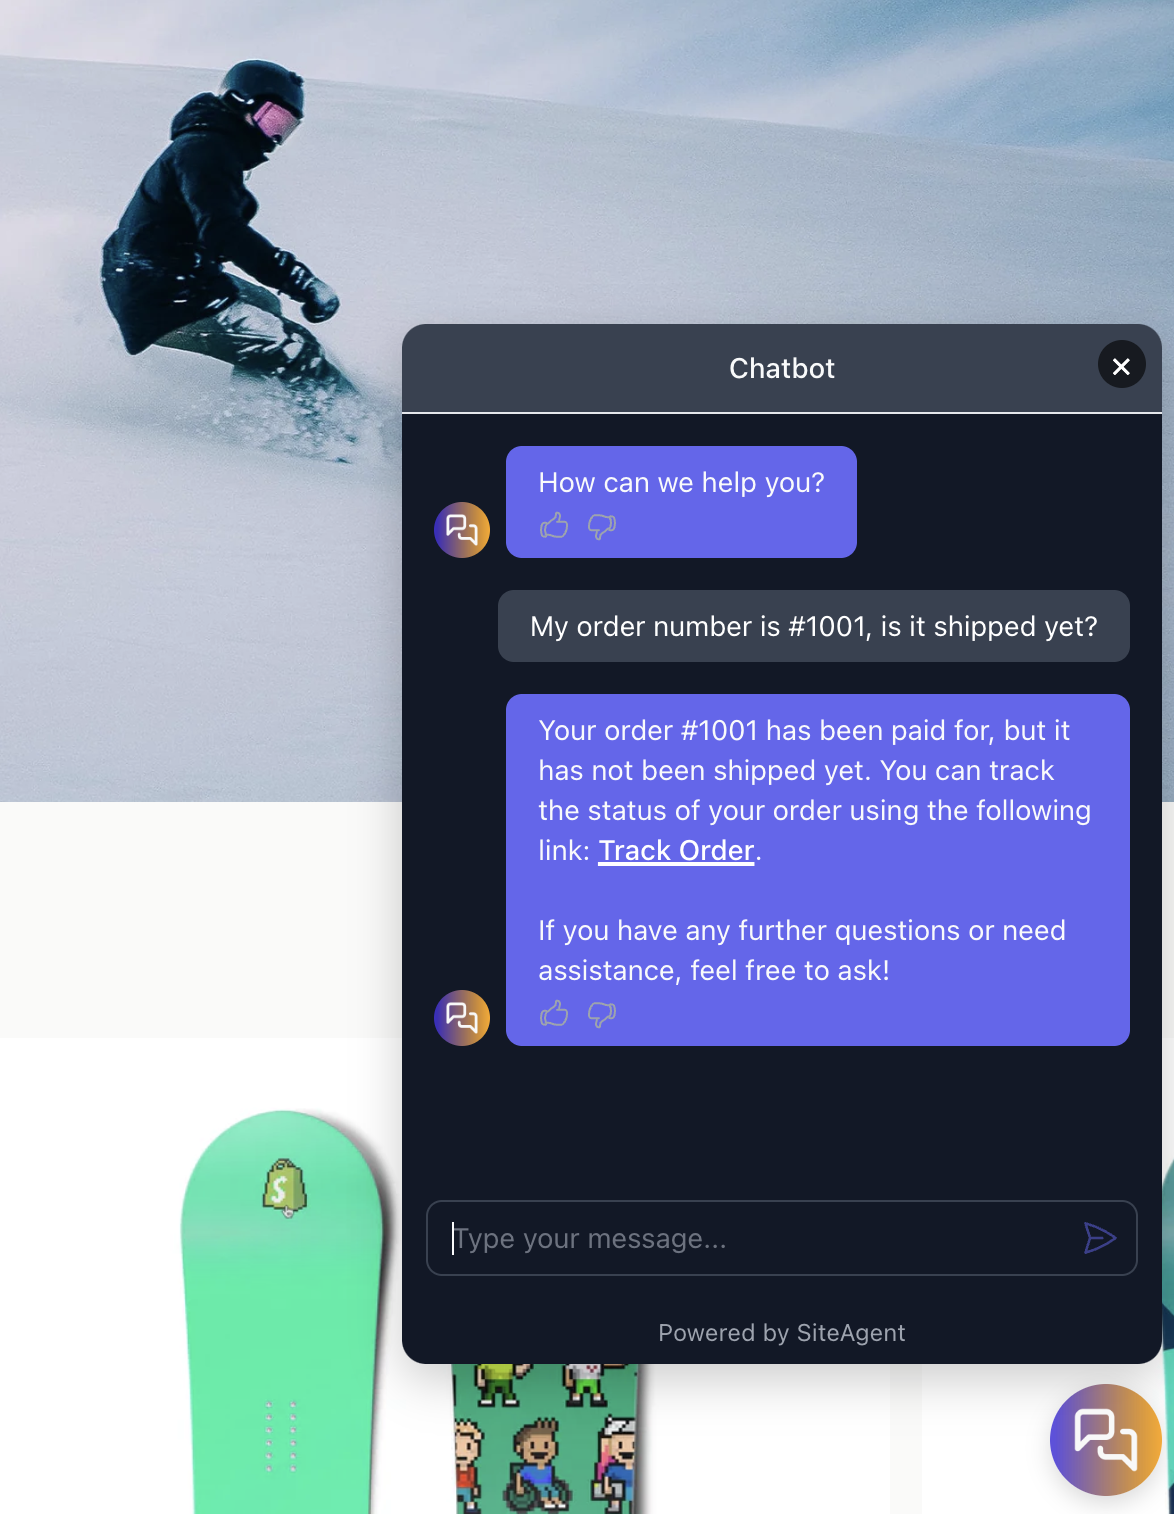 Chatbot
How can we help you?
My order number is #1001, is it shipped yet?
Your order #1001 has been paid for, but it
has not been shipped yet. You can track
the status of your order using the following
link: Track Order.
If you have any further questions or need
assistance, feel free to ask!
Type your message...
Powered by SiteAgent
S